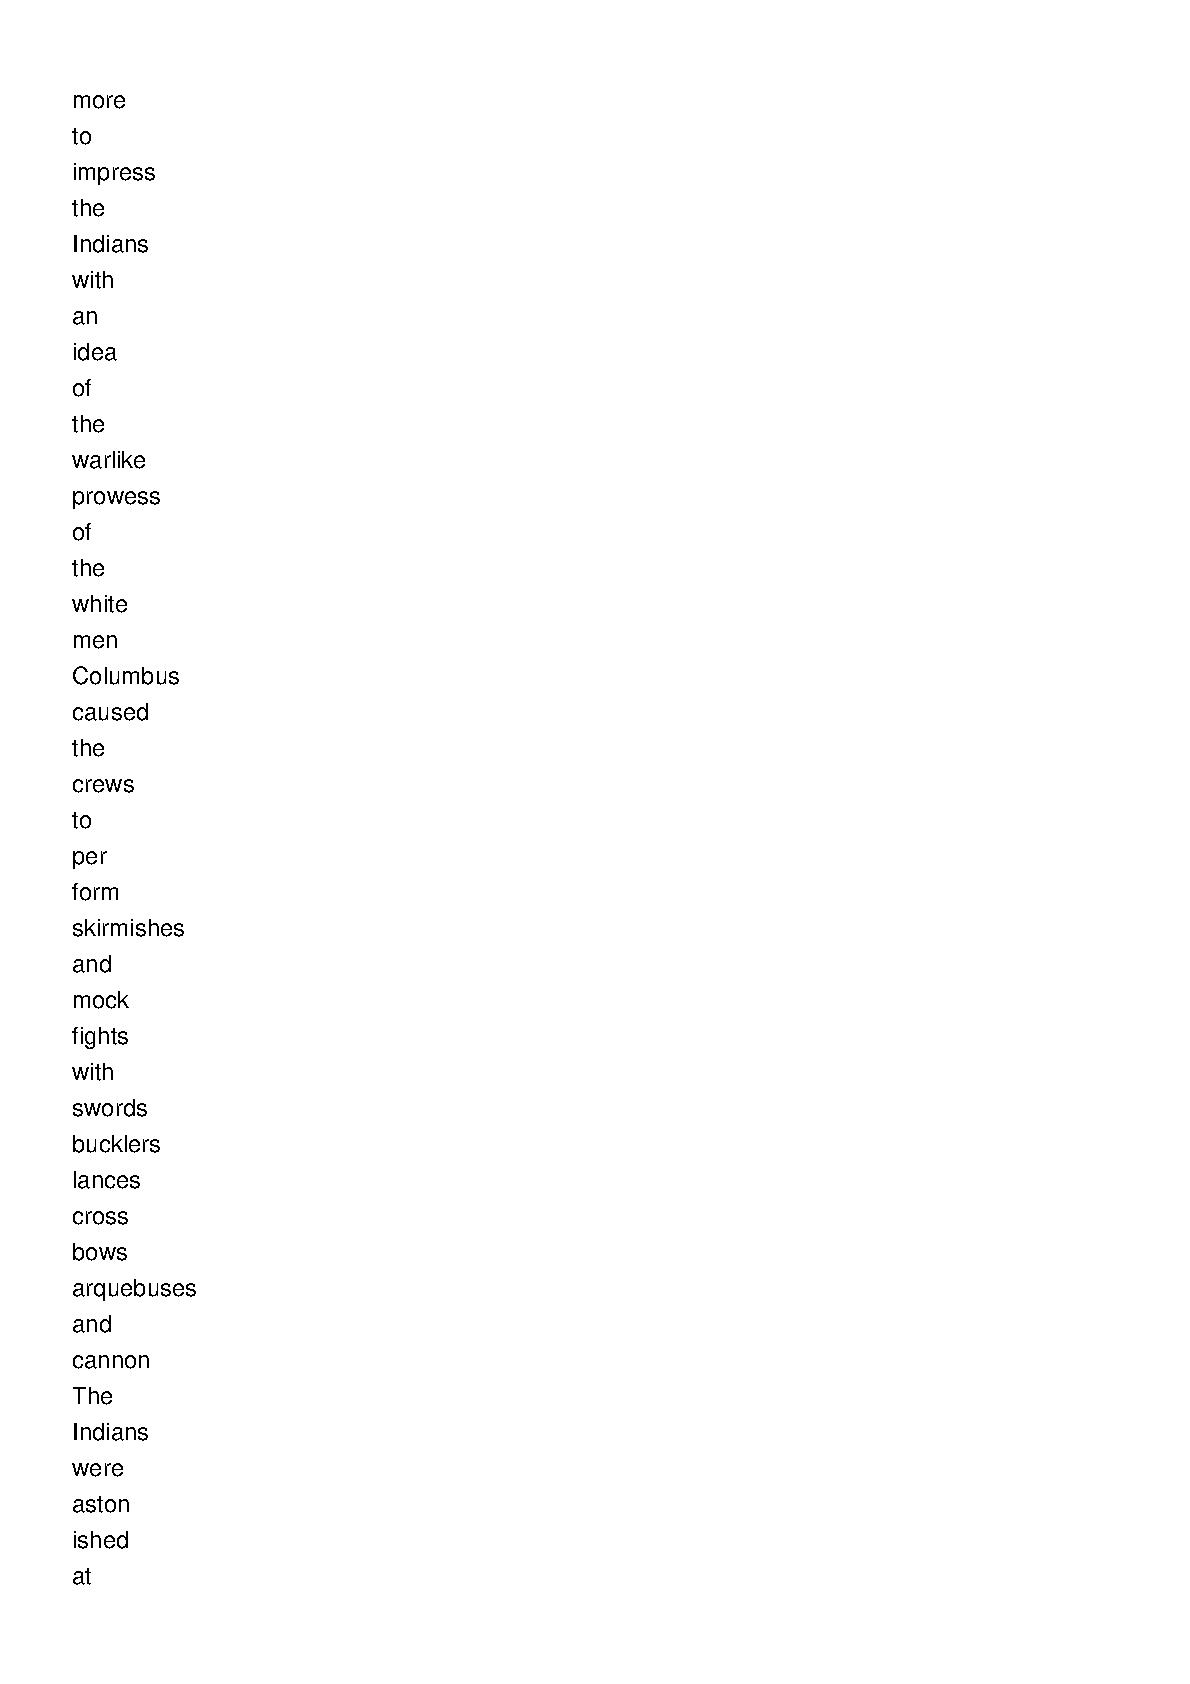 more
to
impress
the
Indians
with
an
idea
of
the
warlike
prowess
of
the
white
men
Columbus
caused
the
crews
to
per
form
skirmishes
and
mock
fights
with
swords
bucklers
lances
cross
bows
arquebuses
and
cannon
The
Indians
were
aston
ished
at